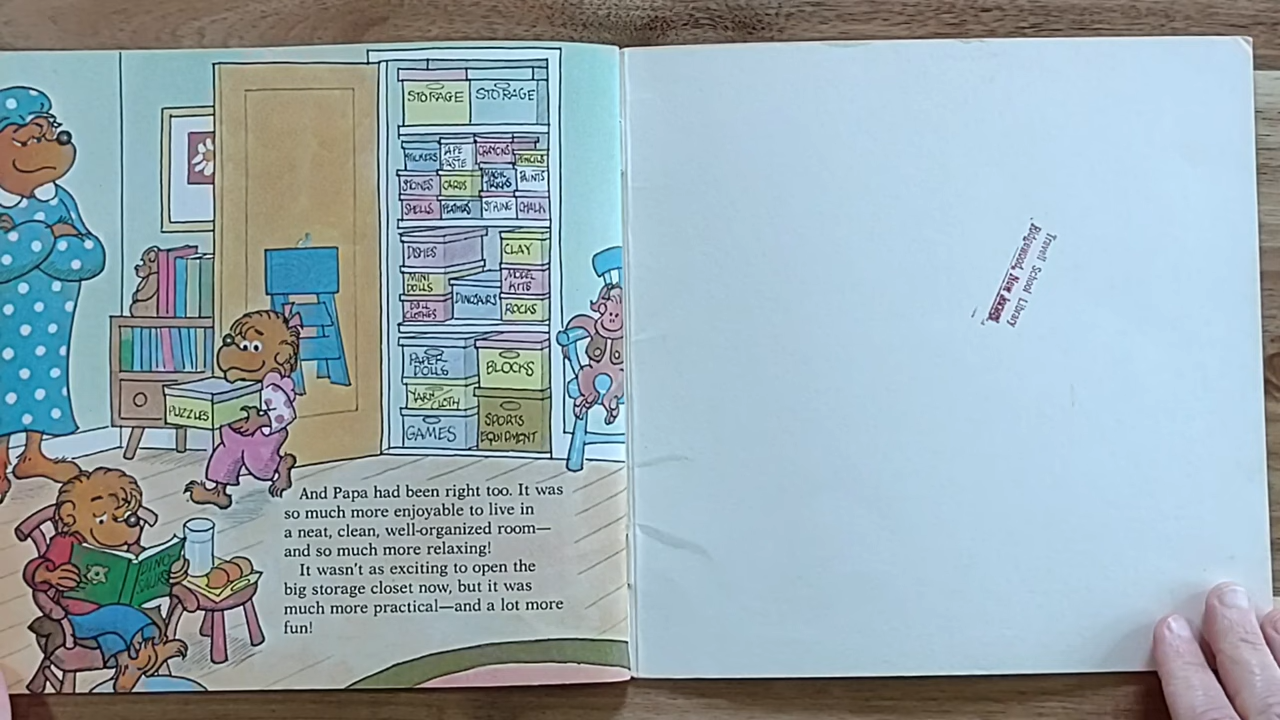 STORAGE STORAGE
STICKERS TAPE PASTE CRAYONS PENCILS
STONES CARDS MAGIC TRICKS PAINTS
SHELLS FEATHERS STRING CHALK
DISHES CLAY
MINI DOLLS MODEL KITS
DOLL CLOTHES DINOSAURS ROCKS
PAPER DOLLS BLOCKS
YARN/CLOTH
GAMES SPORTS EQUIPMENT
PUZZLES
DINO-
SAURS
And Papa had been right too. It was
so much more enjoyable to live in
a neat, clean, well-organized room—
and so much more relaxing!
It wasn't as exciting to open the
big storage closet now, but it was
much more practical—and a lot more
fun!
Travell School Library
Ridgewood, New Jersey